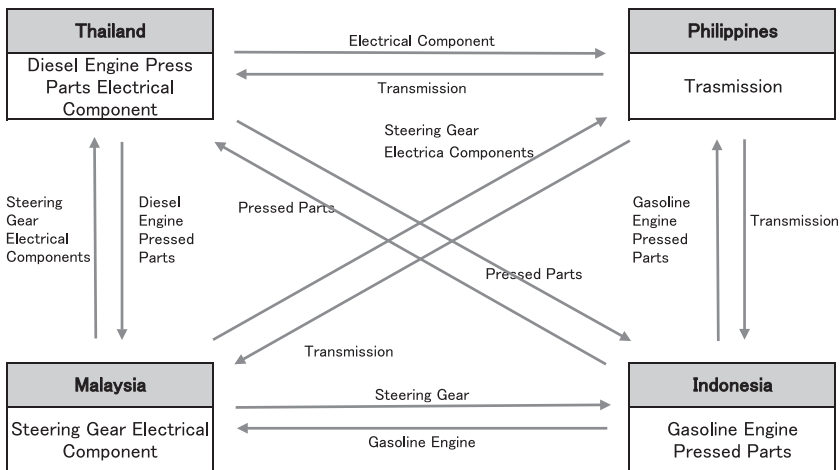 Thailand
Diesel Engine Press
Parts Electrical
Component
Electrical Component
Transmission
Philippines
Trasmission
Steering Gear
Electrica Components
Steering
Gear
Electrical
Components
Diesel
Engine
Pressed
Parts
Pressed Parts
Pressed Parts
Gasoline
Engine
Pressed
Parts
Transmission
Transmission
Malaysia
Steering Gear Electrical
Component
Steering Gear
Gasoline Engine
Indonesia
Gasoline Engine
Pressed Parts